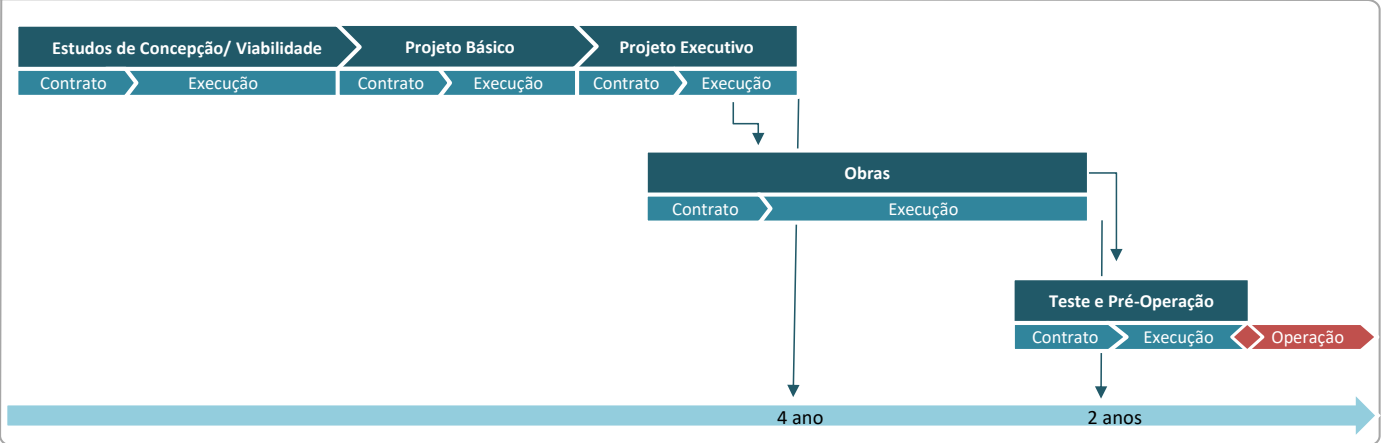 Estudos de Concepção/ Viabilidade
Projeto Básico
Projeto Executivo
Contrato
Execução
Contrato
Execução
Contrato
Execução
Obras
Contrato
Execução
Teste e Pré-Operação
Contrato
Execução
Operação
4 ano
2 anos